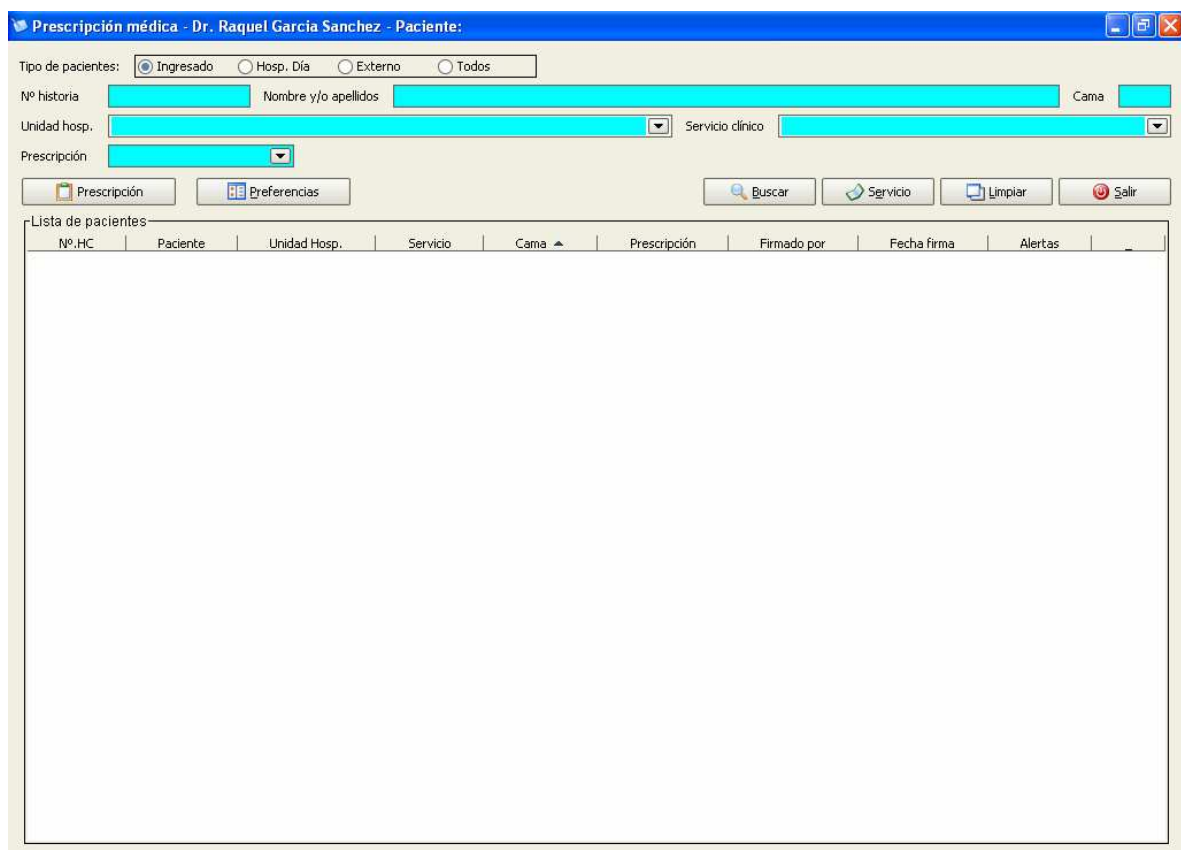 Prescripción médica - Dr. Raquel Garcia Sanchez - Paciente:
Tipo de pacientes: Ingresado Hosp. Día Externo Todos
Nº historia Nombre y/o apellidos Cama
Unidad hosp. Servicio clínico
Prescripción
Prescripción Preferencias Buscar Servicio Limpiar Salir
Lista de pacientes
Nº.HC Paciente Unidad Hosp. Servicio Cama Prescripción Firmado por Fecha firma Alertas _